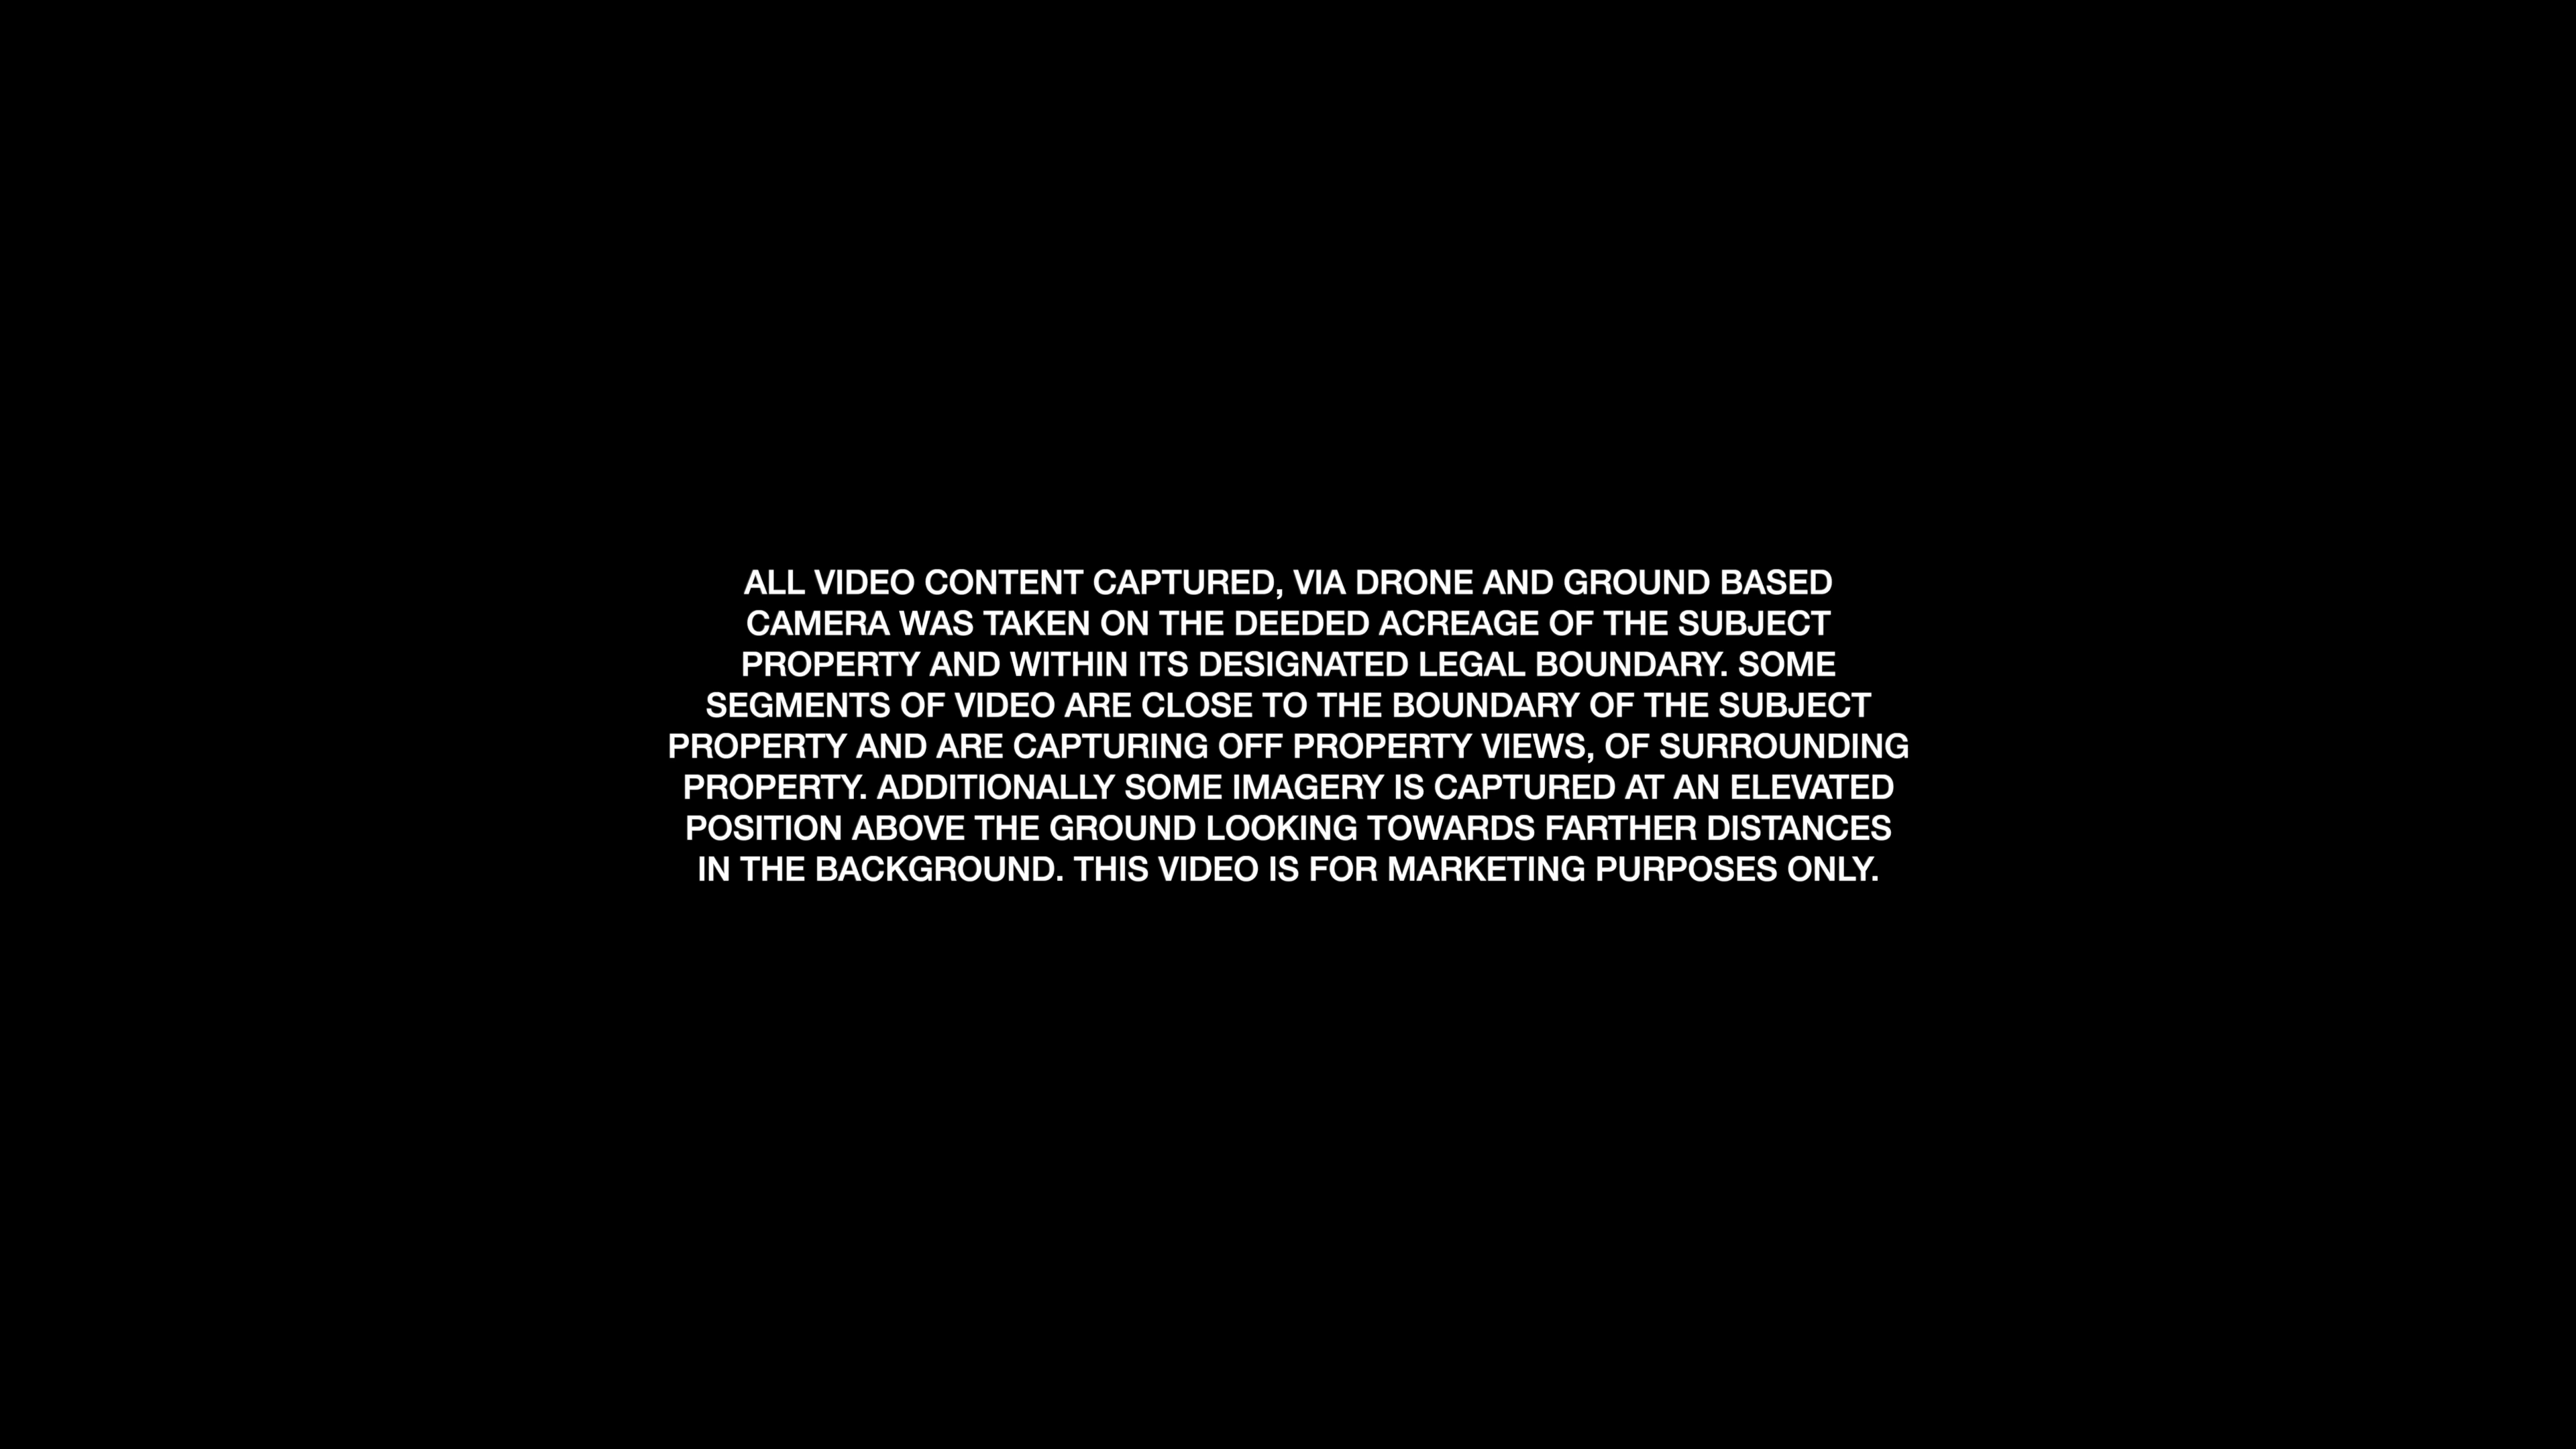 ALL VIDEO CONTENT CAPTURED, VIA DRONE AND GROUND BASED
CAMERA WAS TAKEN ON THE DEEDED ACREAGE OF THE SUBJECT
PROPERTY AND WITHIN ITS DESIGNATED LEGAL BOUNDARY. SOME
SEGMENTS OF VIDEO ARE CLOSE TO THE BOUNDARY OF THE SUBJECT
PROPERTY AND ARE CAPTURING OFF PROPERTY VIEWS, OF SURROUNDING
PROPERTY. ADDITIONALLY SOME IMAGERY IS CAPTURED AT AN ELEVATED
POSITION ABOVE THE GROUND LOOKING TOWARDS FARTHER DISTANCES
IN THE BACKGROUND. THIS VIDEO IS FOR MARKETING PURPOSES ONLY.